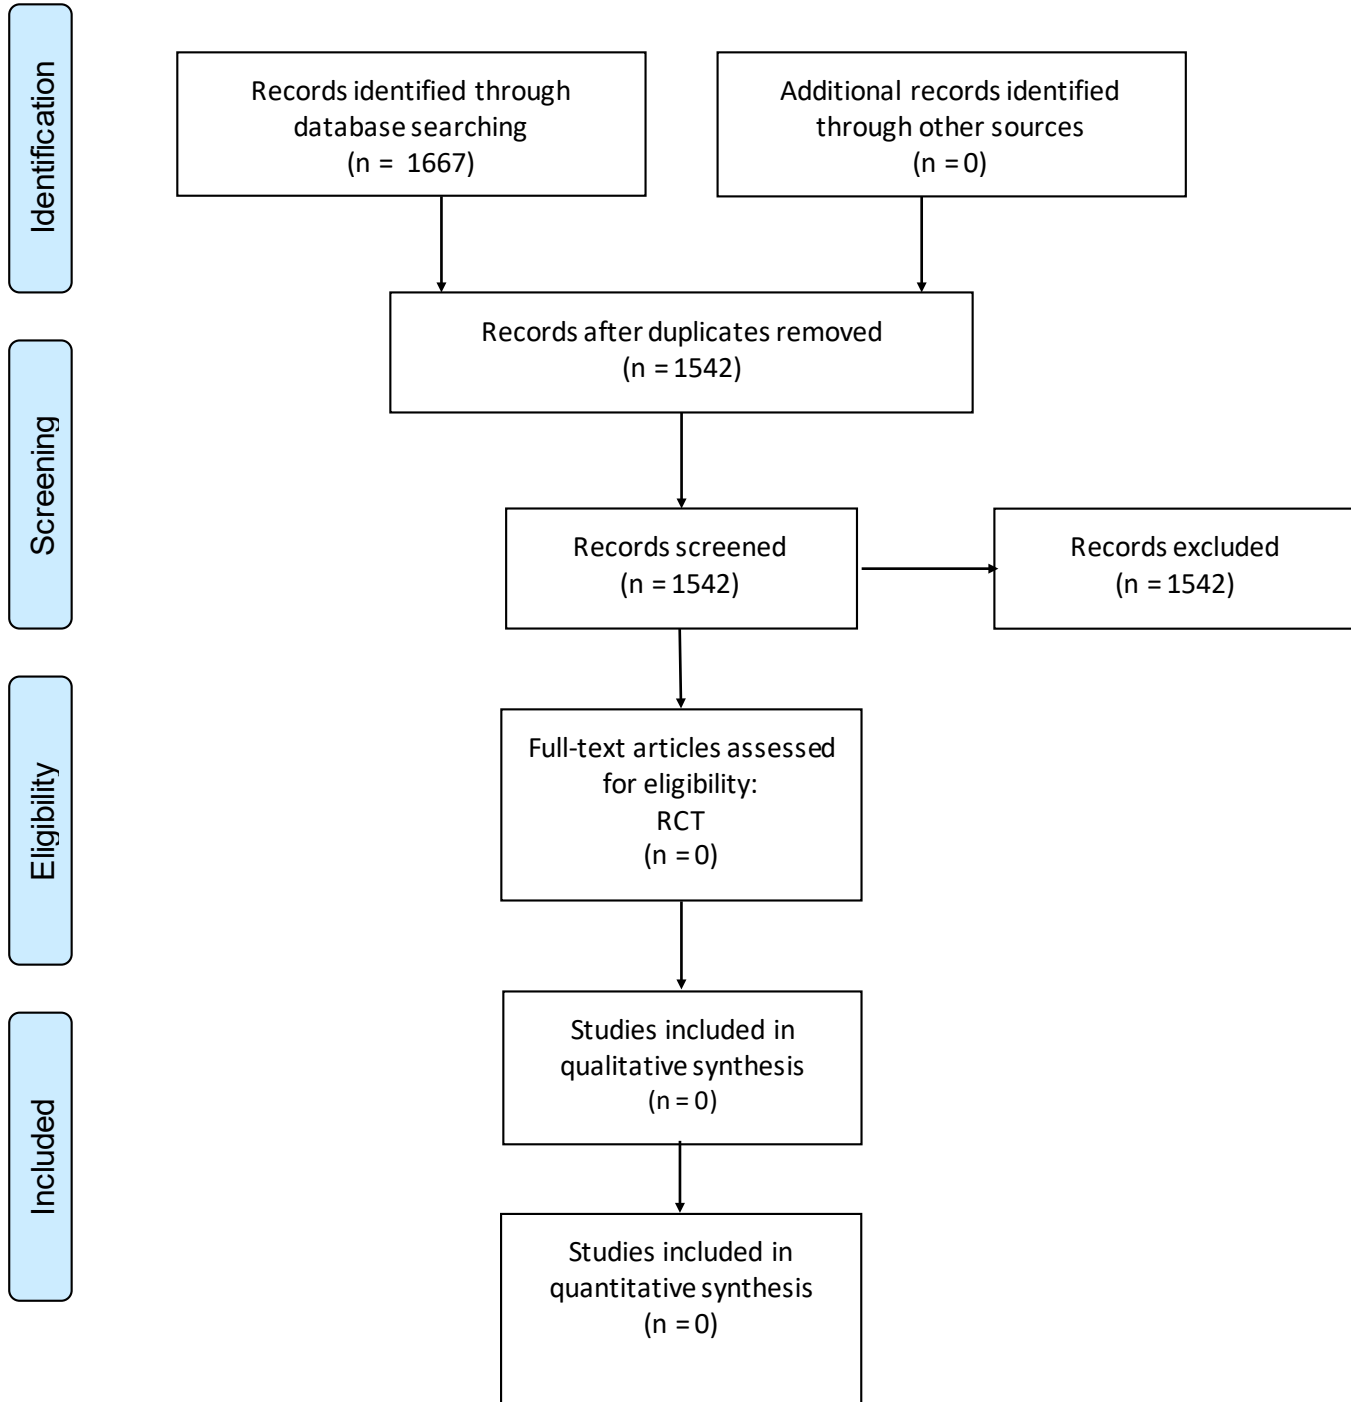 Identification
Records identified through
database searching
(n = 1667)
Additional records identified
through other sources
(n = 0)
Records after duplicates removed
(n = 1542)
Screening
Records screened
(n = 1542)
Records excluded
(n = 1542)
Eligibility
Full-text articles assessed
for eligibility:
RCT
(n = 0)
Included
Studies included in
qualitative synthesis
(n = 0)
Studies included in
quantitative synthesis
(n = 0)